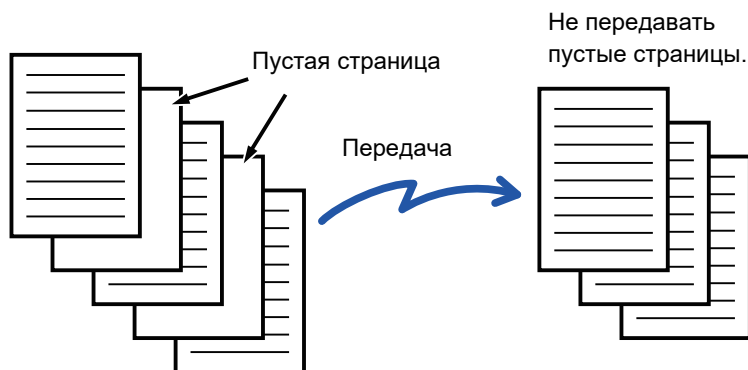 Не передавать
пустые страницы.
Пустая страница
Передача